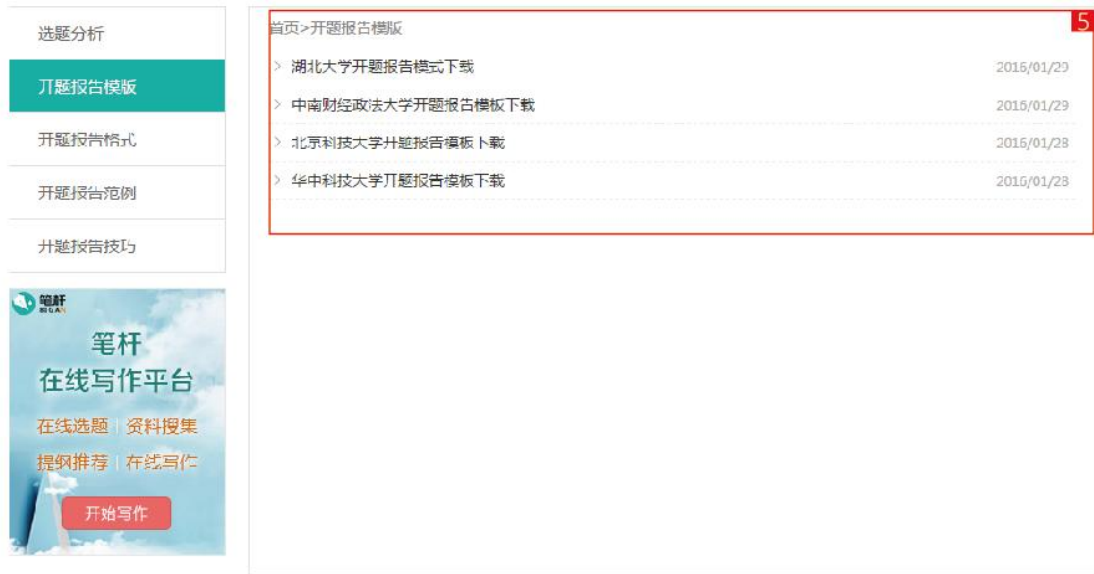 选题分析
开题报告模版
开题报告格式
开题报告范例
开题报告技巧
笔杆
BIGAN
笔杆
在线写作平台
在线选题 | 资料搜集
提纲推荐 | 在线写作
开始写作
首页>开题报告模版
5
> 湖北大学开题报告模式下载 2016/01/29
> 中南财经政法大学开题报告模板下载 2016/01/29
> 北京科技大学开题报告模板下载 2016/01/28
> 华中科技大学开题报告模板下载 2016/01/28